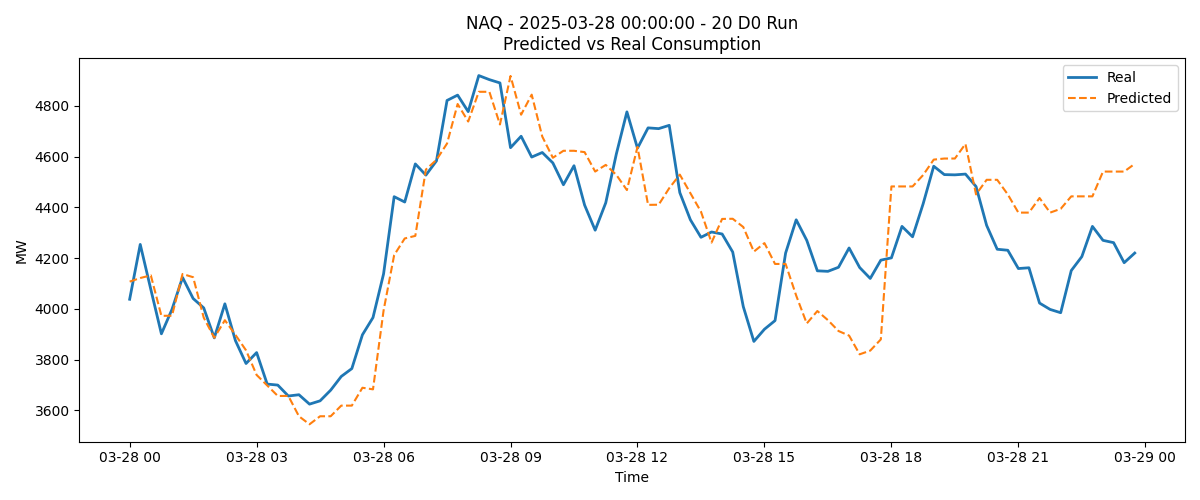 NAQ - 2025-03-28 00:00:00 - 20 D0 Run
Predicted vs Real Consumption
Real
Predicted
MW
4800
4600
4400
4200
4000
3800
3600
03-28 00
03-28 03
03-28 06
03-28 09
03-28 12
03-28 15
03-28 18
03-28 21
03-29 00
Time